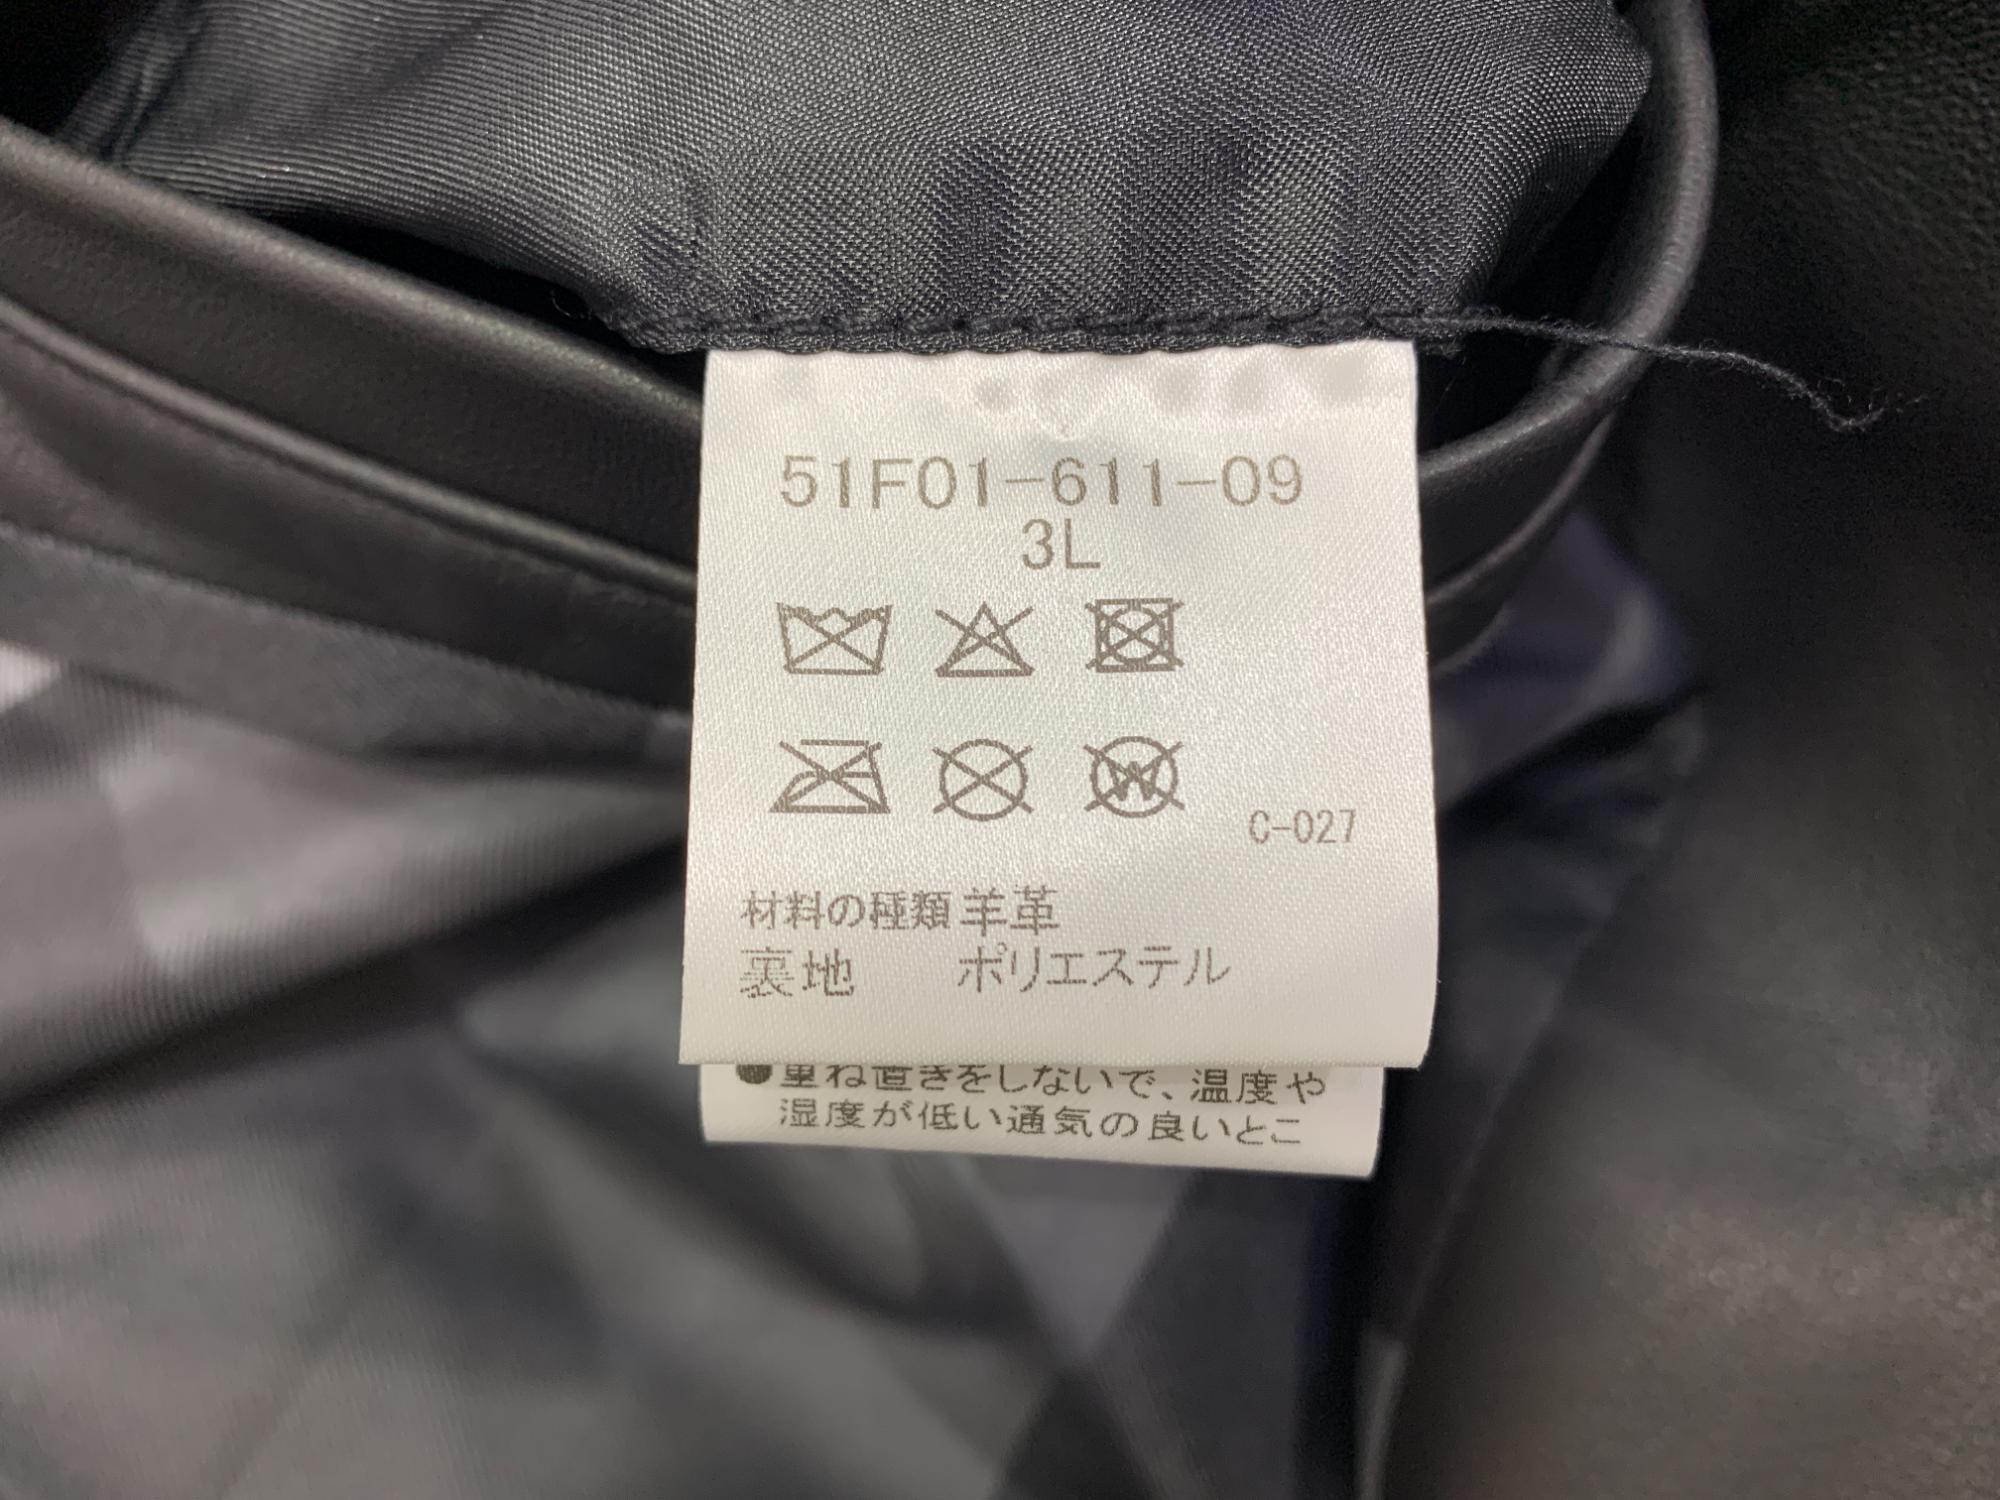 51F01-611-09
3L
C-027
材料の種類 羊革
裏地 ポリエステル
●重ね置きをしないで、温度や
湿度が低い通気の良いとこ